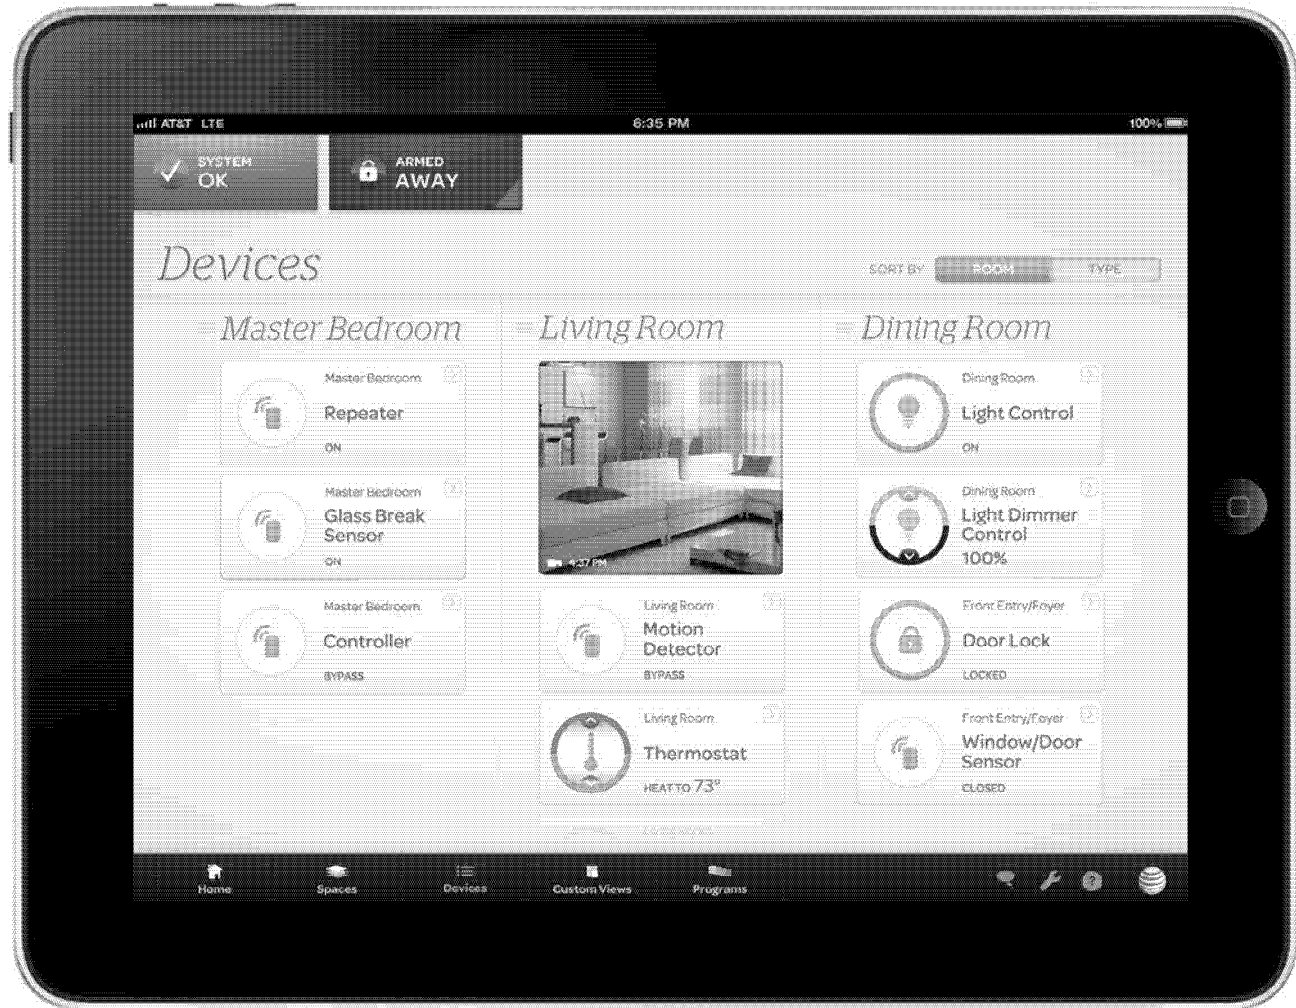 AT&T LTE
6:35 PM
100%
SYSTEM
OK
ARMED
AWAY
Devices
SORT BY
ROOM
TYPE
Master Bedroom
Master Bedroom
Repeater
ON
Master Bedroom
Glass Break
Sensor
ON
Master Bedroom
Controller
BYPASS
Living Room
4:37 PM
Living Room
Motion
Detector
BYPASS
Living Room
Thermostat
HEAT TO 73°
Dining Room
Dining Room
Light Control
ON
Dining Room
Light Dimmer
Control
100%
Front Entry/Foyer
Door Lock
LOCKED
Front Entry/Foyer
Window/Door
Sensor
CLOSED
Home
Spaces
Devices
Custom Views
Programs
?